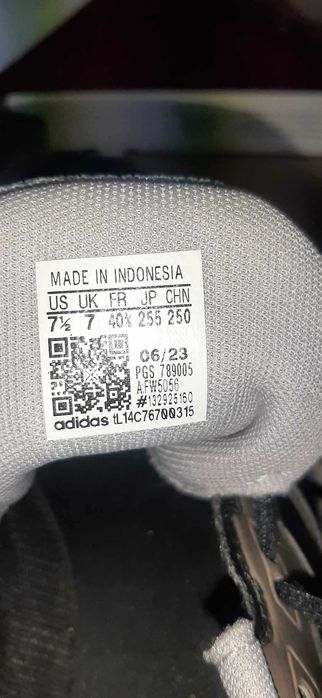 MADE IN INDONESIA
US UK FR JP CHN
7½ 7 40⅔ 255 250
06/23
PGS 789005
AFW5056
#132925160
adidas tL14C76700315